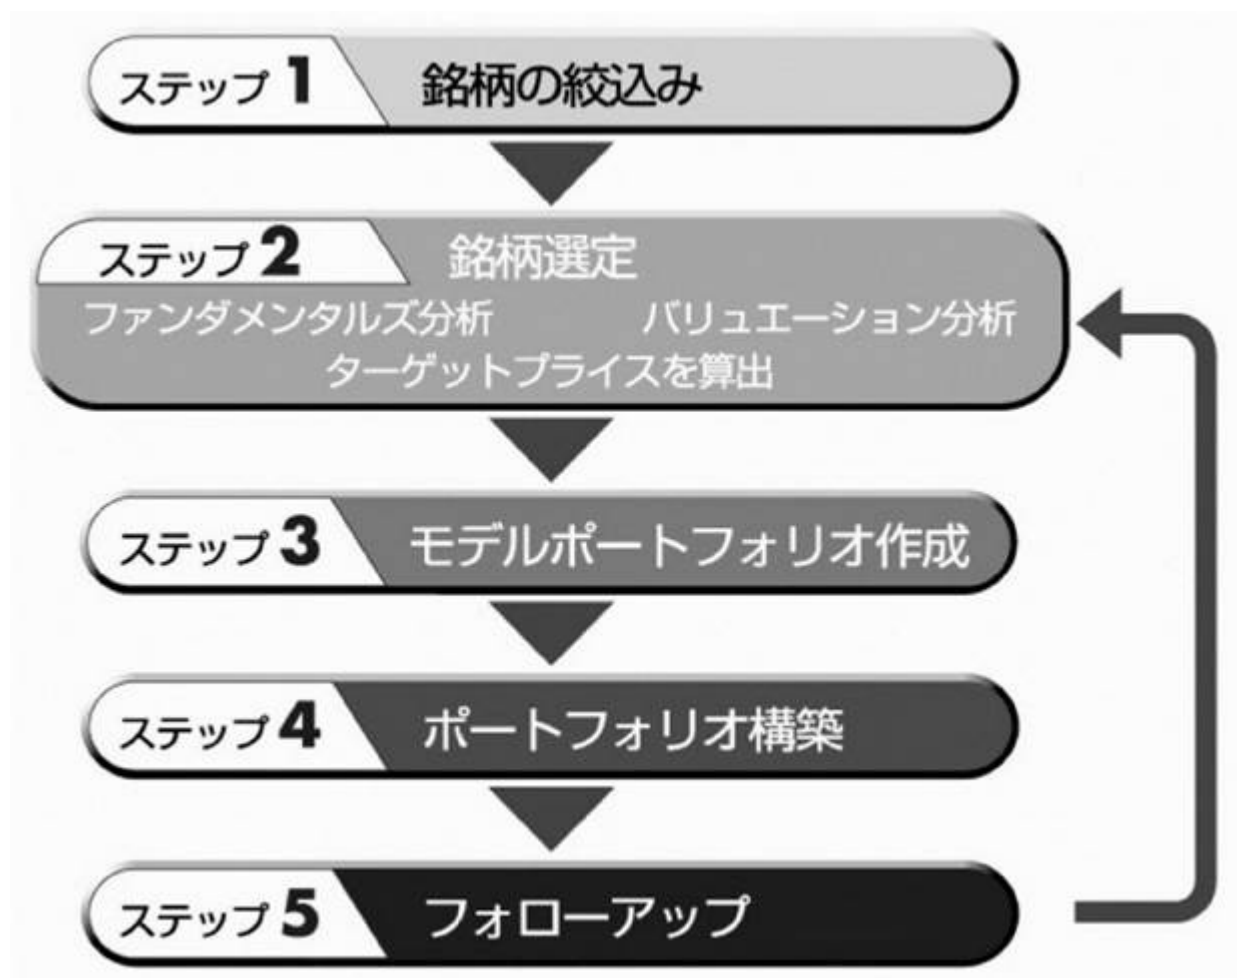 ステップ 1 銘柄の絞込み
ステップ 2 銘柄選定
ファンダメンタルズ分析 バリュエーション分析
ターゲットプライスを算出
ステップ 3 モデルポートフォリオ作成
ステップ 4 ポートフォリオ構築
ステップ 5 フォローアップ